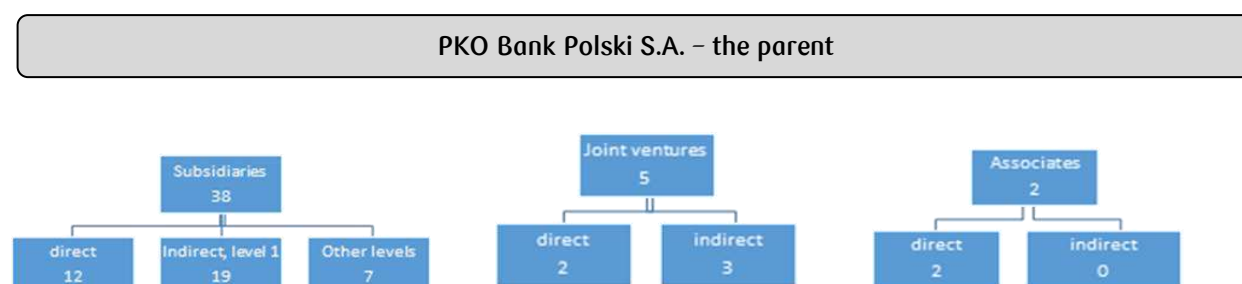 PKO Bank Polski S.A. – the parent
Subsidiaries
38
direct
12
Indirect, level 1
19
Other levels
7
Joint ventures
5
direct
2
indirect
3
Associates
2
direct
2
indirect
0